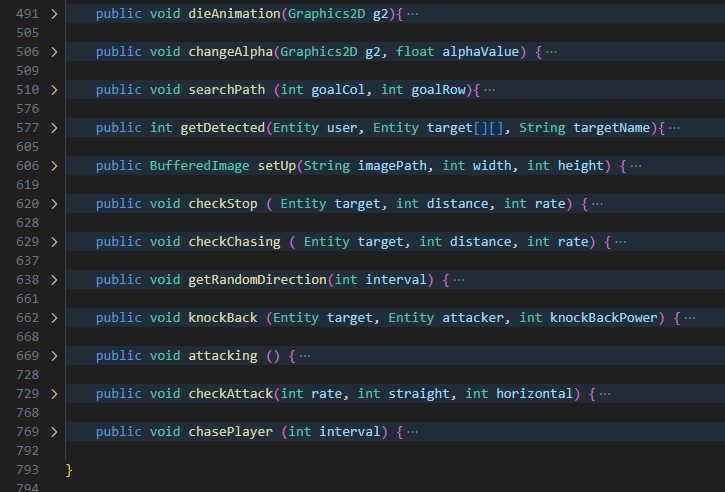 491 > public void dieAnimation(Graphics2D g2){ ···
505
506 > public void changeAlpha(Graphics2D g2, float alphaValue) { ···
509
510 > public void searchPath (int goalCol, int goalRow){ ···
576
577 > public int getDetected(Entity user, Entity target[][], String targetName){ ···
605
606 > public BufferedImage setUp(String imagePath, int width, int height) { ···
619
620 > public void checkStop ( Entity target, int distance, int rate) { ···
628
629 > public void checkChasing ( Entity target, int distance, int rate) { ···
637
638 > public void getRandomDirection(int interval) { ···
661
662 > public void knockBack (Entity target, Entity attacker, int knockBackPower) { ···
668
669 > public void attacking () { ···
728
729 > public void checkAttack(int rate, int straight, int horizontal) { ···
768
769 > public void chasePlayer (int interval) { ···
792
793 }
794